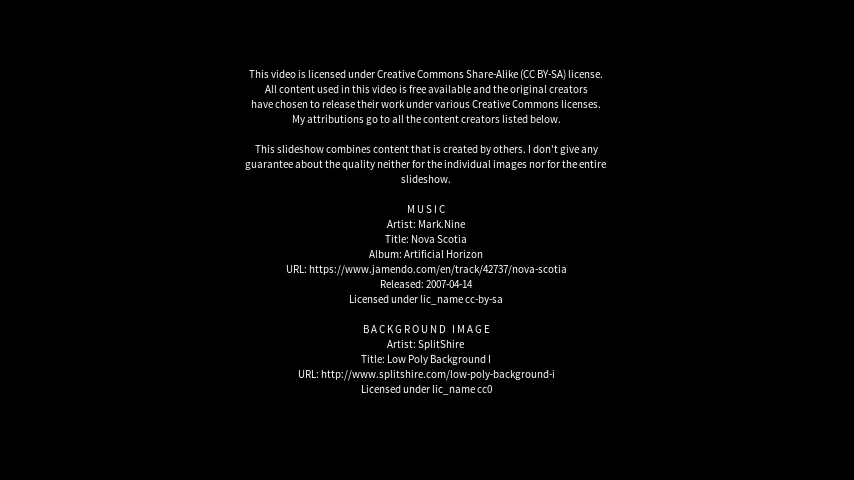 This video is licensed under Creative Commons Share-Alike (CC BY-SA) license.
All content used in this video is free available and the original creators
have chosen to release their work under various Creative Commons licenses.
My attributions go to all the content creators listed below.
This slideshow combines content that is created by others. I don't give any
guarantee about the quality neither for the individual images nor for the entire
slideshow.
MUSIC
Artist: Mark.Nine
Title: Nova Scotia
Album: Artificial Horizon
URL: https://www.jamendo.com/en/track/42737/nova-scotia
Released: 2007-04-14
Licensed under lic_name cc-by-sa
BACKGROUND IMAGE
Artist: SplitShire
Title: Low Poly Background I
URL: http://www.splitshire.com/low-poly-background-i
Licensed under lic_name cc0